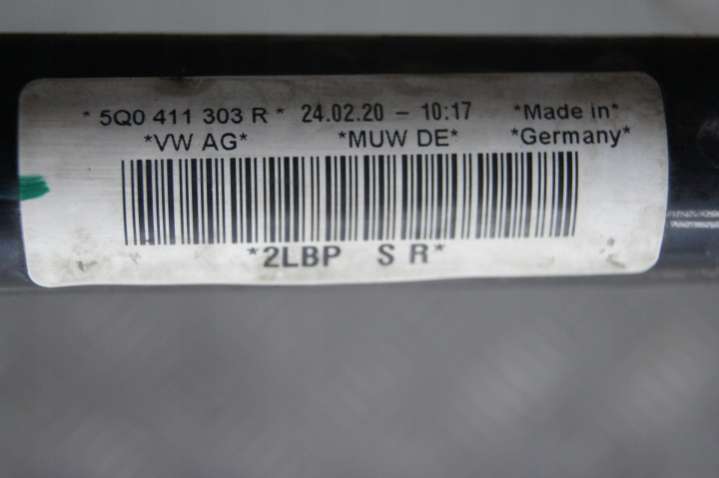 * 5Q0 411 303 R * 24.02.20 – 10:17 *Made in*
*VW AG* *MUW DE* *Germany*
*2LBP S R*